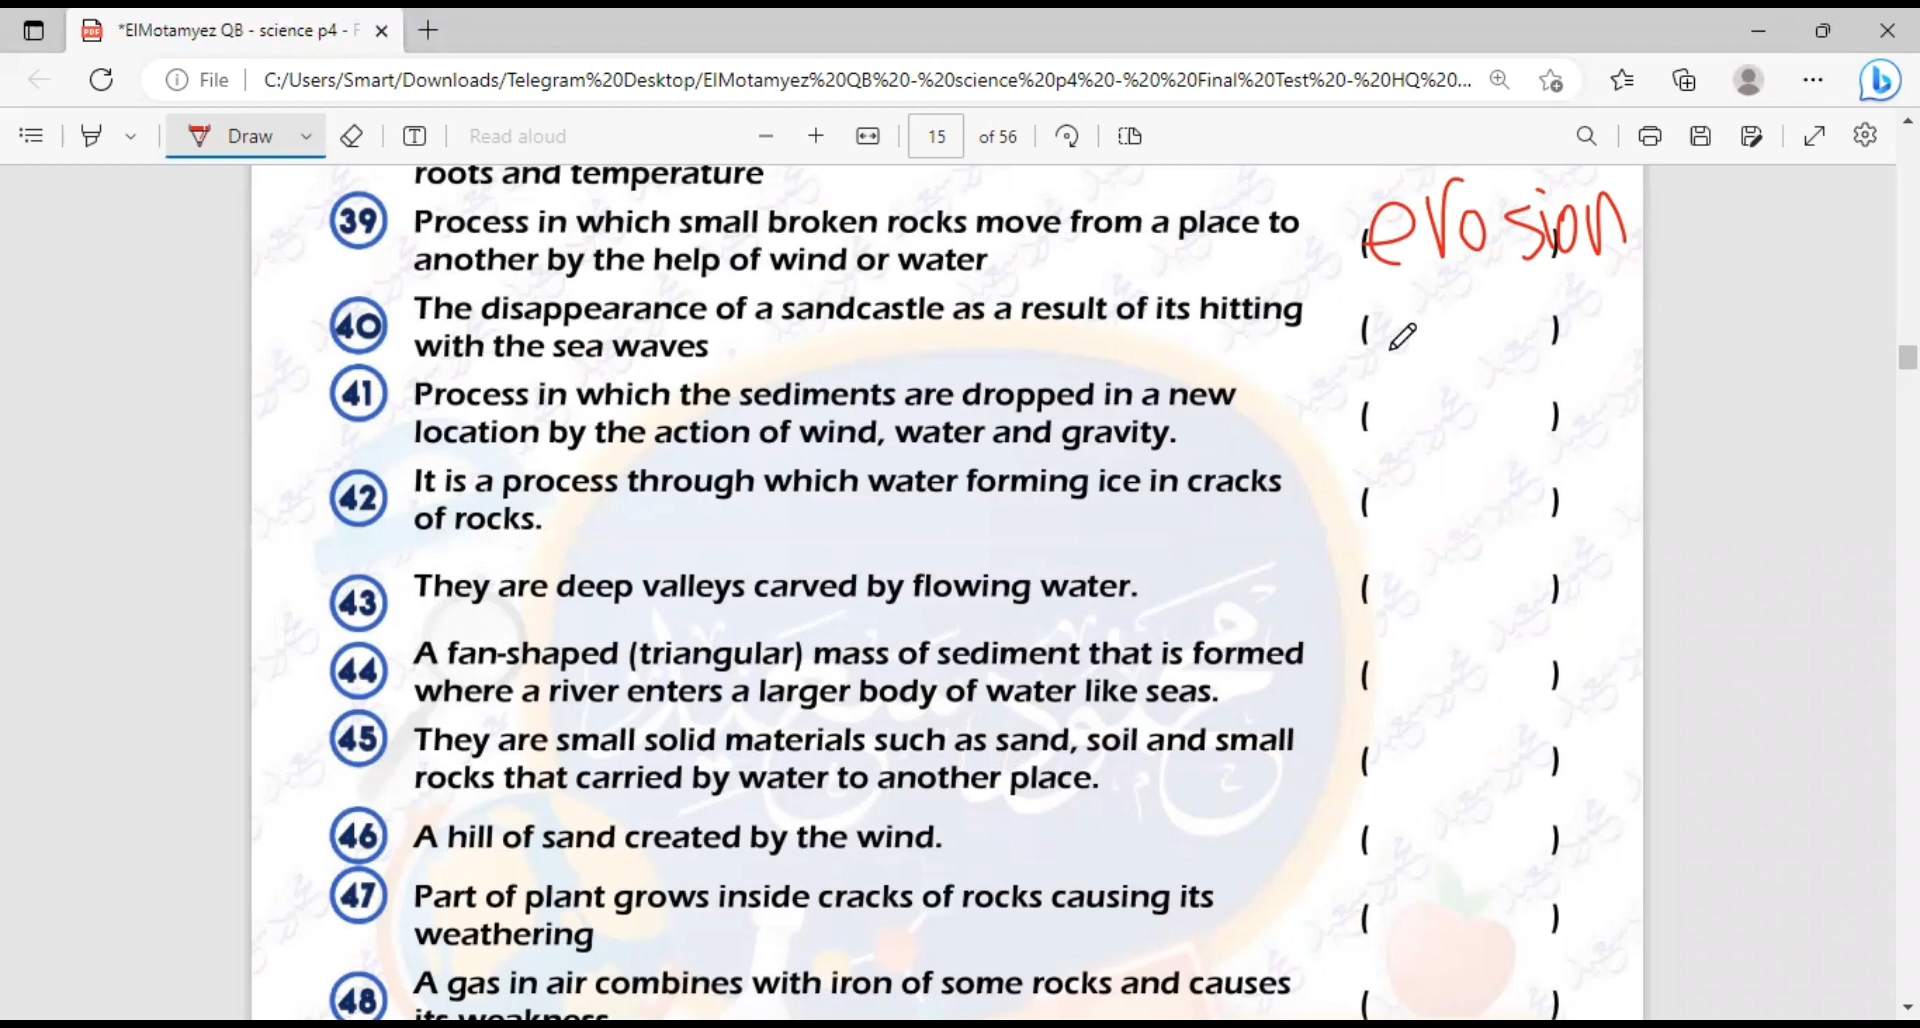 *ElMotamyez QB - science p4 - F
File
C:/Users/Smart/Downloads/Telegram%20Desktop/ElMotamyez%20QB%20-%20science%20p4%20-%20%20Final%20Test%20-%20HQ%20...
Draw
Read aloud
15 of 56
roots and temperature
39 Process in which small broken rocks move from a place to ( erosion )
another by the help of wind or water
40 The disappearance of a sandcastle as a result of its hitting ( )
with the sea waves
41 Process in which the sediments are dropped in a new ( )
location by the action of wind, water and gravity.
42 It is a process through which water forming ice in cracks ( )
of rocks.
43 They are deep valleys carved by flowing water. ( )
44 A fan-shaped (triangular) mass of sediment that is formed ( )
where a river enters a larger body of water like seas.
45 They are small solid materials such as sand, soil and small ( )
rocks that carried by water to another place.
46 A hill of sand created by the wind. ( )
47 Part of plant grows inside cracks of rocks causing its ( )
weathering
48 A gas in air combines with iron of some rocks and causes ( )
its weakness